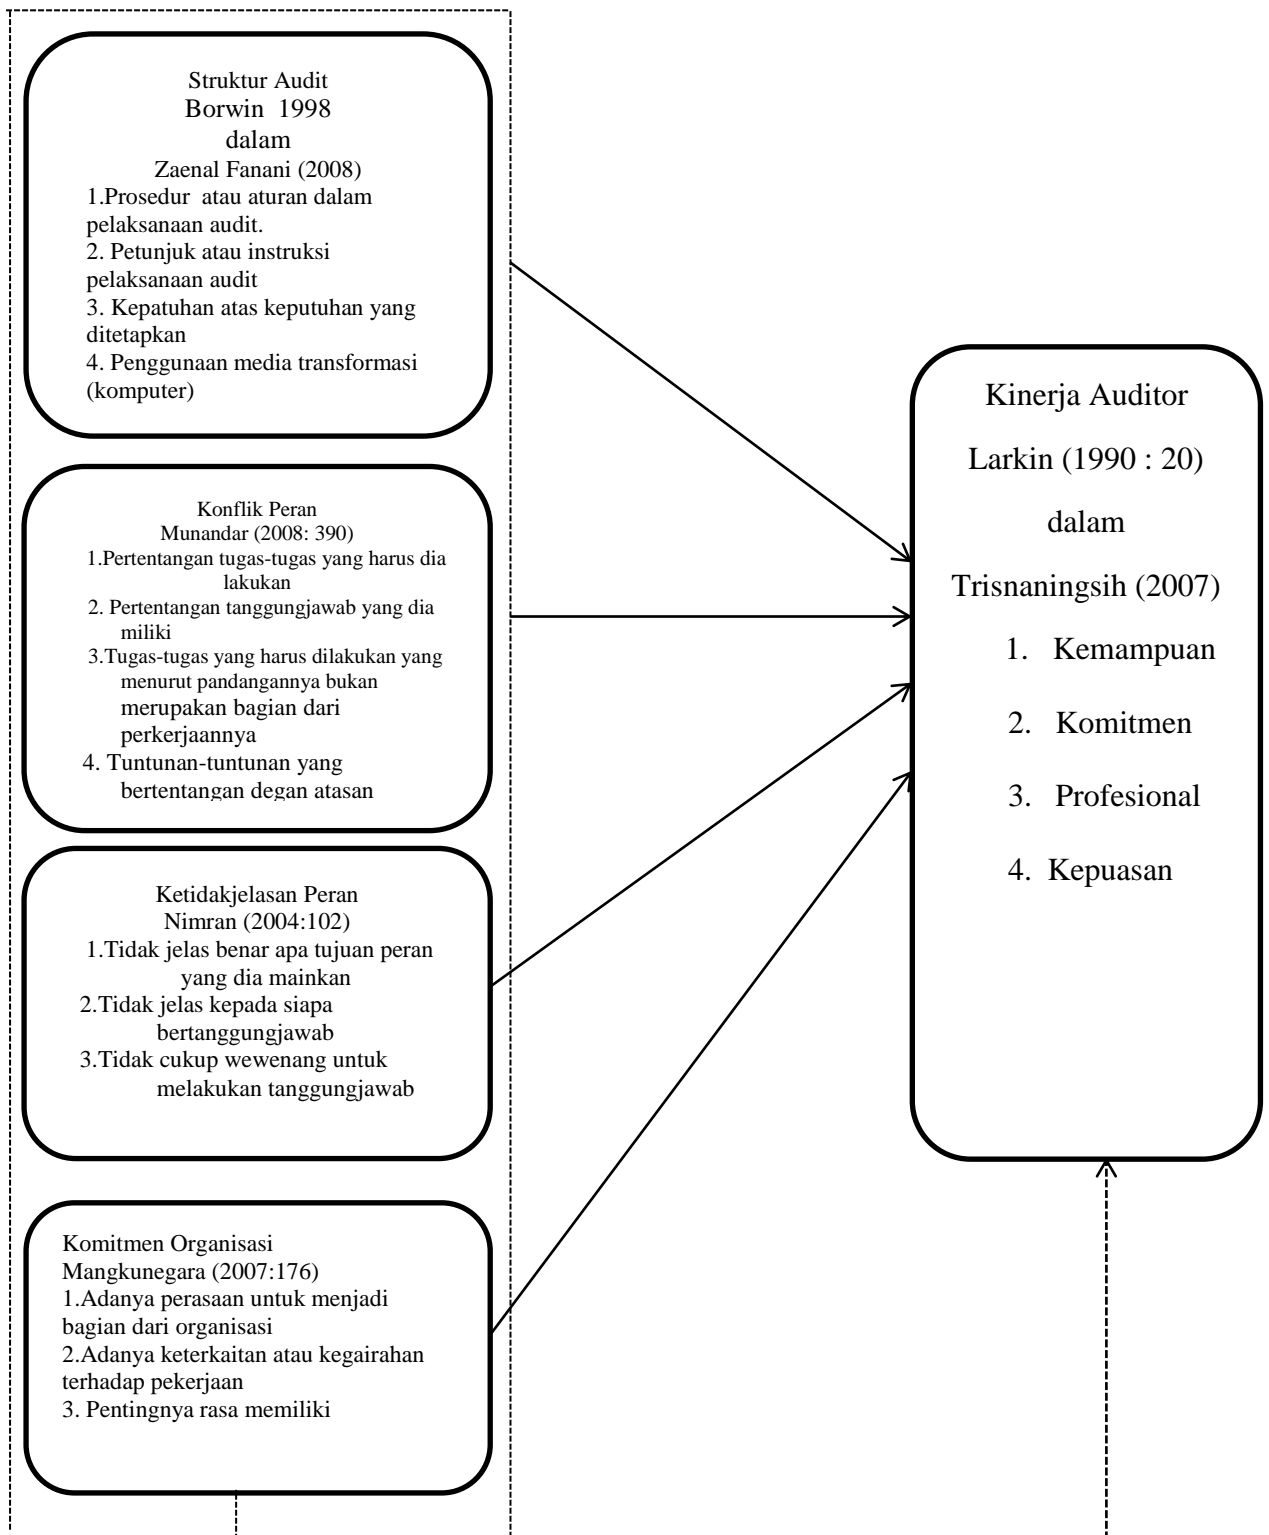 Struktur Audit
Borwin 1998
dalam
Zaenal Fanani (2008)
1.Prosedur atau aturan dalam
pelaksanaan audit.
2. Petunjuk atau instruksi
pelaksanaan audit
3. Kepatuhan atas keputuhan yang
ditetapkan
4. Penggunaan media transformasi
(komputer)
Konflik Peran
Munandar (2008: 390)
1.Pertentangan tugas-tugas yang harus dia
lakukan
2. Pertentangan tanggungjawab yang dia
miliki
3.Tugas-tugas yang harus dilakukan yang
menurut pandangannya bukan
merupakan bagian dari
perkerjaannya
4. Tuntunan-tuntunan yang
bertentangan degan atasan
Ketidakjelasan Peran
Nimran (2004:102)
1.Tidak jelas benar apa tujuan peran
yang dia mainkan
2.Tidak jelas kepada siapa
bertanggungjawab
3.Tidak cukup wewenang untuk
melakukan tanggungjawab
Komitmen Organisasi
Mangkunegara (2007:176)
1.Adanya perasaan untuk menjadi
bagian dari organisasi
2.Adanya keterkaitan atau kegairahan
terhadap pekerjaan
3. Pentingnya rasa memiliki
Kinerja Auditor
Larkin (1990 : 20)
dalam
Trisnaningsih (2007)
1. Kemampuan
2. Komitmen
3. Profesional
4. Kepuasan